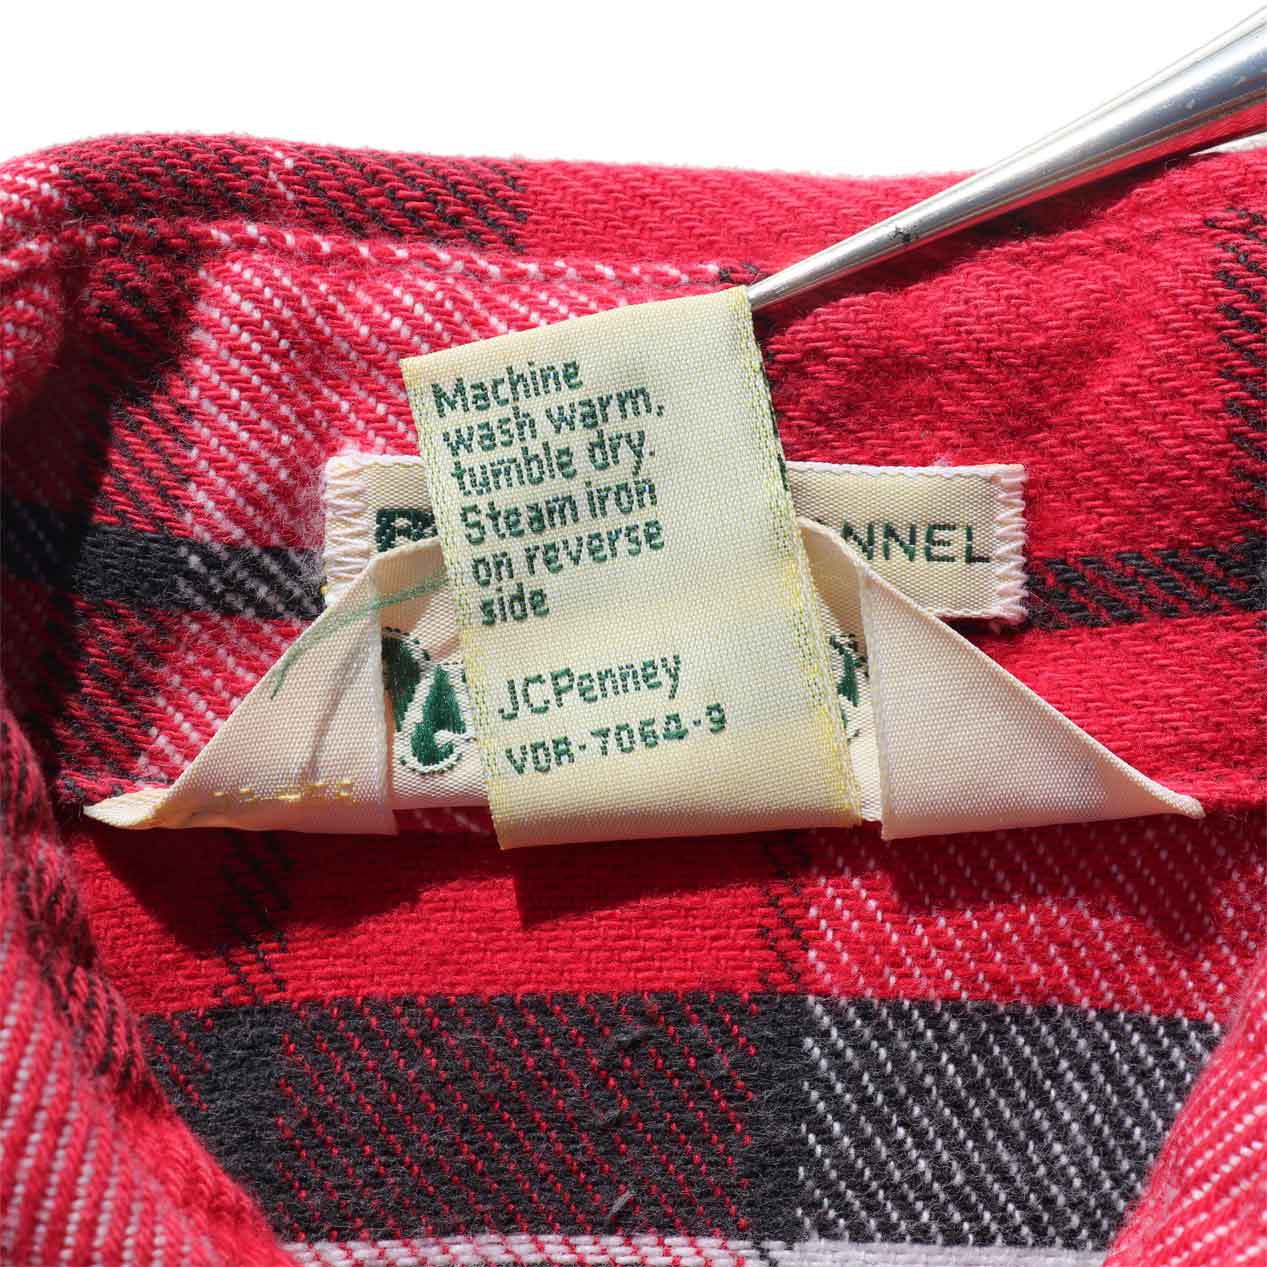 Machine
wash warm,
tumble dry.
Steam iron
on reverse
side
JCPenney
VOR-7064-9
NNEL